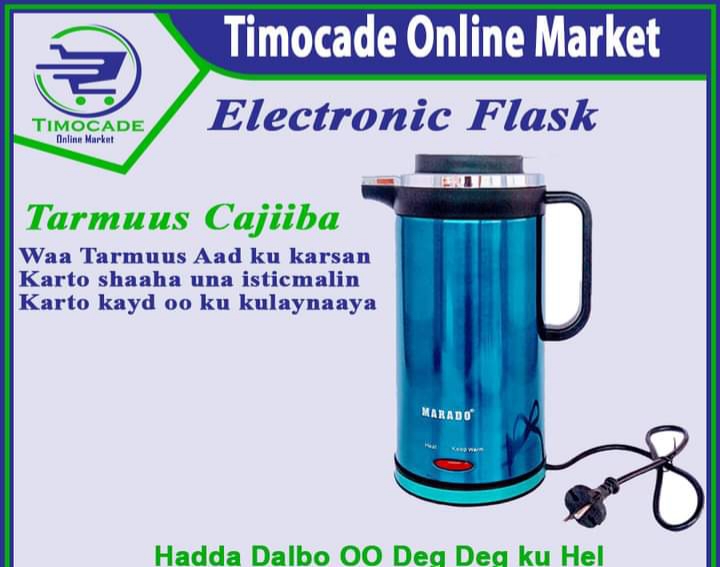 Timocade Online Market
TIMOCADE
Online Market
Electronic Flask
Tarmuus Cajiiba
Waa Tarmuus Aad ku karsan
Karto shaaha una isticmalin
Karto kayd oo ku kulaynaaya
MARADO®
Heat Keep Warm
Hadda Dalbo OO Deg Deg ku Hel